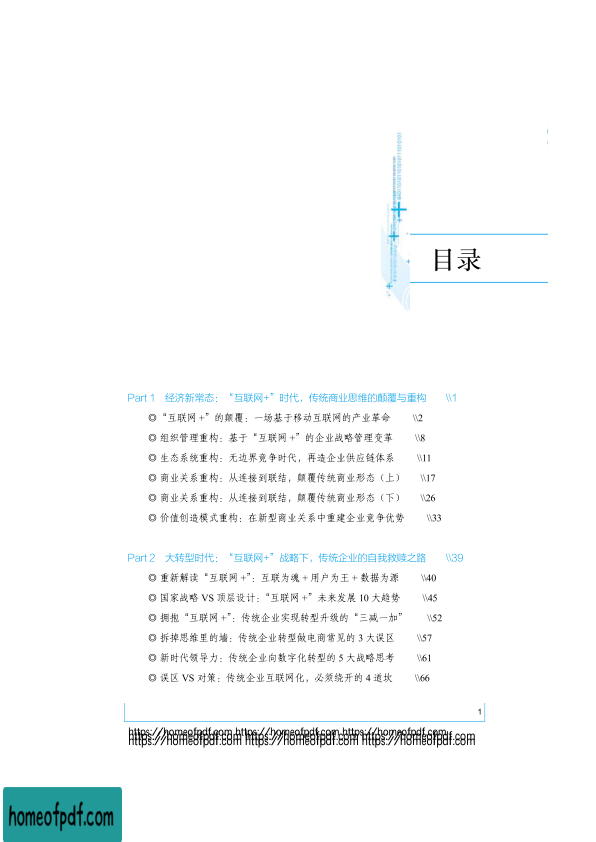 目录
Part 1 经济新常态：“互联网+”时代，传统商业思维的颠覆与重构 \\1
◎“互联网+”的颠覆：一场基于移动互联网的产业革命 \\2
◎ 组织管理重构：基于“互联网+”的企业战略管理变革 \\8
◎ 生态系统重构：无边界竞争时代，再造企业供应链体系 \\11
◎ 商业关系重构：从连接到联结，颠覆传统商业形态（上） \\17
◎ 商业关系重构：从连接到联结，颠覆传统商业形态（下） \\26
◎ 价值创造模式重构：在新型商业关系中重建企业竞争优势 \\33
Part 2 大转型时代：“互联网+”战略下，传统企业的自我救赎之路 \\39
◎ 重新解读“互联网+”：互联为魂+用户为王+数据为源 \\40
◎ 国家战略 VS 顶层设计：“互联网+”未来发展 10 大趋势 \\45
◎ 拥抱“互联网+”：传统企业实现转型升级的“三减一加” \\52
◎ 拆掉思维里的墙：传统企业转型做电商常见的 3 大误区 \\57
◎ 新时代领导力：传统企业向数字化转型的 5 大战略思考 \\61
◎ 误区 VS 对策：传统企业互联网化，必须绕开的 4 道坎 \\66
1
https://homeofpdf.com https://homeofpdf.com https://homeofpdf.com
https://homeofpdf.com https://homeofpdf.com https://homeofpdf.com
homeofpdf.com